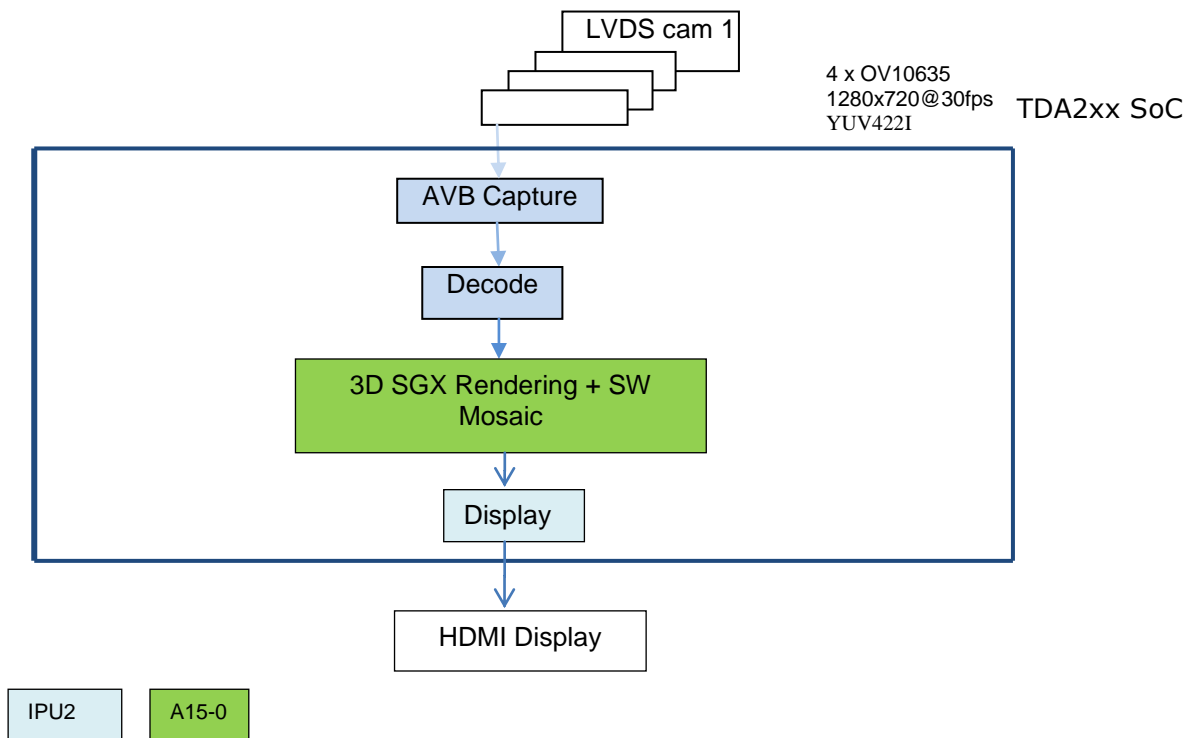 LVDS cam 1
4 x OV10635
1280x720@30fps
YUV422I
TDA2xx SoC
AVB Capture
Decode
3D SGX Rendering + SW
Mosaic
Display
HDMI Display
IPU2
A15-0